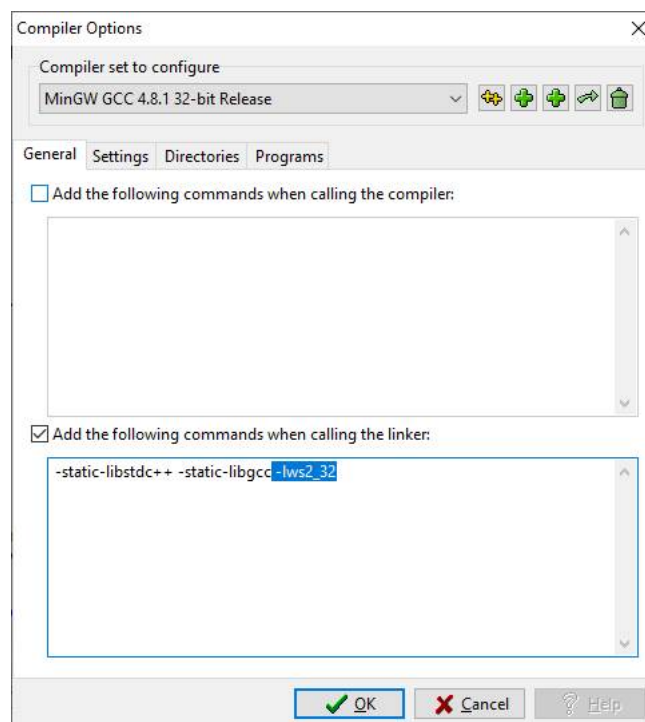 Compiler Options
Compiler set to configure
MinGW GCC 4.8.1 32-bit Release
General Settings Directories Programs
Add the following commands when calling the compiler:
Add the following commands when calling the linker:
-static-libstdc++ -static-libgcc -lws2_32
OK Cancel ? Help